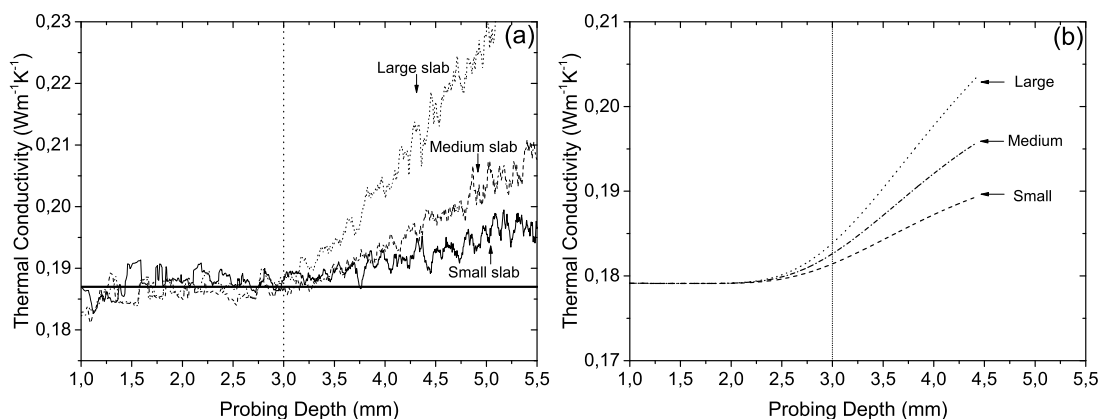 (a)
Thermal Conductivity (Wm⁻¹K⁻¹)
0,23
0,22
0,21
0,20
0,19
0,18
Large slab
Medium slab
Small slab
1,0 1,5 2,0 2,5 3,0 3,5 4,0 4,5 5,0 5,5
Probing Depth (mm)
(b)
Thermal Conductivity (Wm⁻¹K⁻¹)
0,21
0,20
0,19
0,18
0,17
Large
Medium
Small
1,0 1,5 2,0 2,5 3,0 3,5 4,0 4,5 5,0 5,5
Probing Depth (mm)